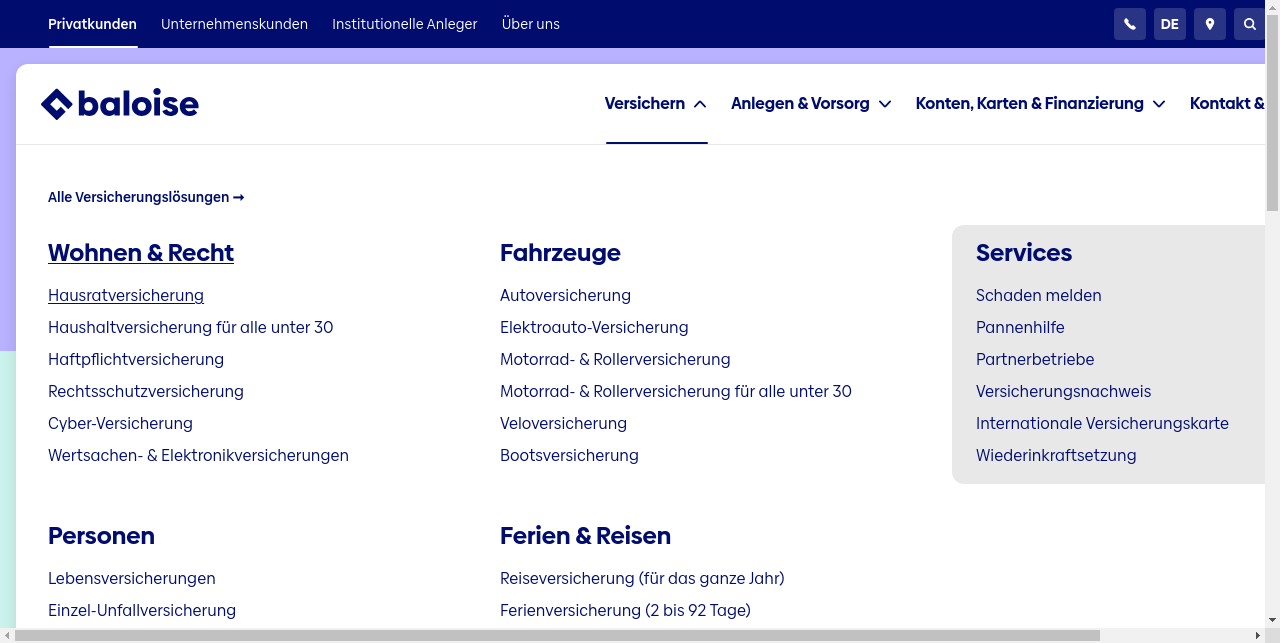 Privatkunden Unternehmenskunden Institutionelle Anleger Über uns DE
baloise Versichern Anlegen & Vorsorg Konten, Karten & Finanzierung Kontakt &
Alle Versicherungslösungen →
Wohnen & Recht
Hausratversicherung
Haushaltversicherung für alle unter 30
Haftpflichtversicherung
Rechtsschutzversicherung
Cyber-Versicherung
Wertsachen- & Elektronikversicherungen
Fahrzeuge
Autoversicherung
Elektroauto-Versicherung
Motorrad- & Rollerversicherung
Motorrad- & Rollerversicherung für alle unter 30
Veloversicherung
Bootsversicherung
Services
Schaden melden
Pannenhilfe
Partnerbetriebe
Versicherungsnachweis
Internationale Versicherungskarte
Wiederinkraftsetzung
Personen
Lebensversicherungen
Einzel-Unfallversicherung
Ferien & Reisen
Reiseversicherung (für das ganze Jahr)
Ferienversicherung (2 bis 92 Tage)